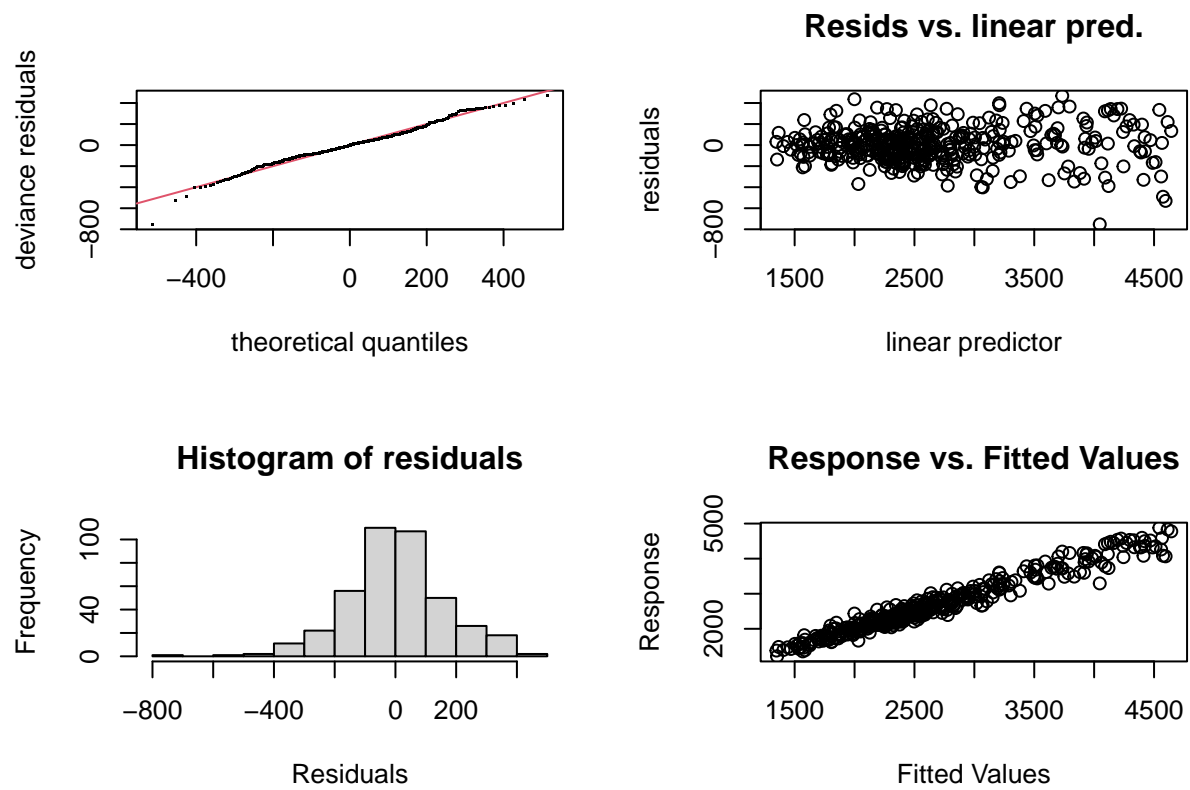 deviance residuals
0
−800
−400
0
200
400
theoretical quantiles
Resids vs. linear pred.
residuals
0
−800
1500
2500
3500
4500
linear predictor
Histogram of residuals
Frequency
100
40
0
−800
−400
0
200
Residuals
Response vs. Fitted Values
Response
5000
2000
1500
2500
3500
4500
Fitted Values